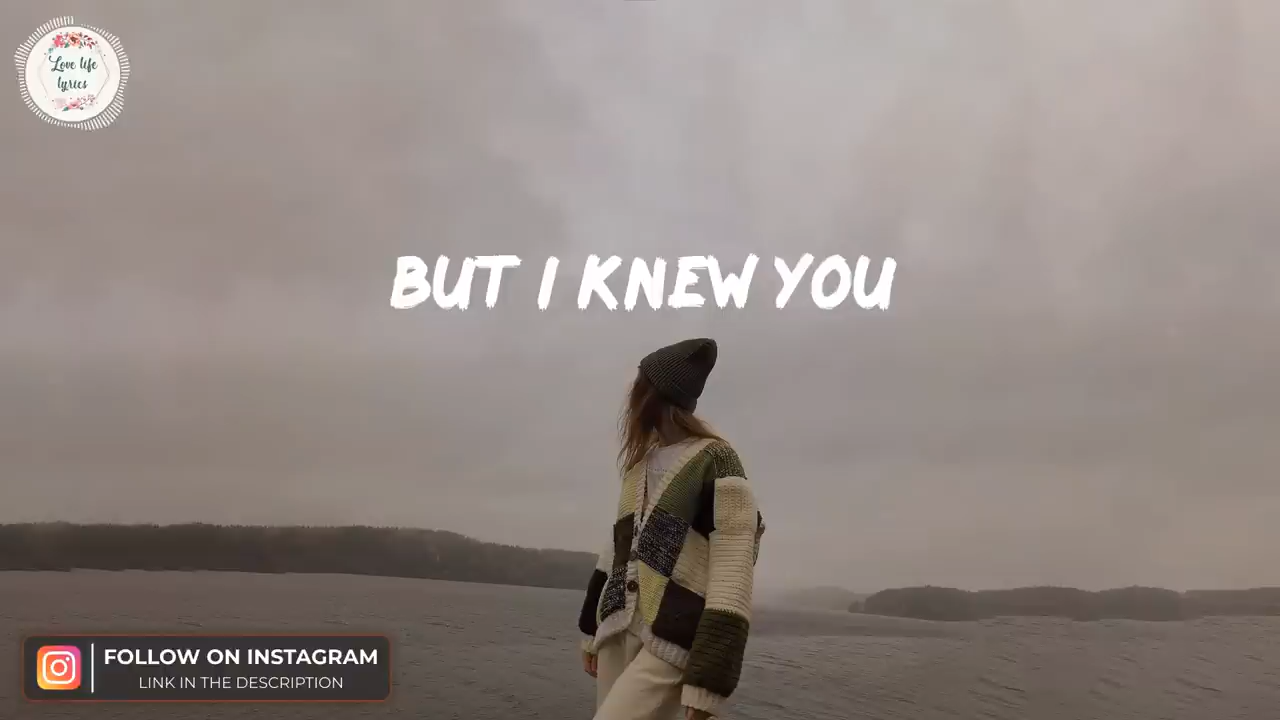 Love life
lyrics
BUT I KNEW YOU
FOLLOW ON INSTAGRAM
LINK IN THE DESCRIPTION